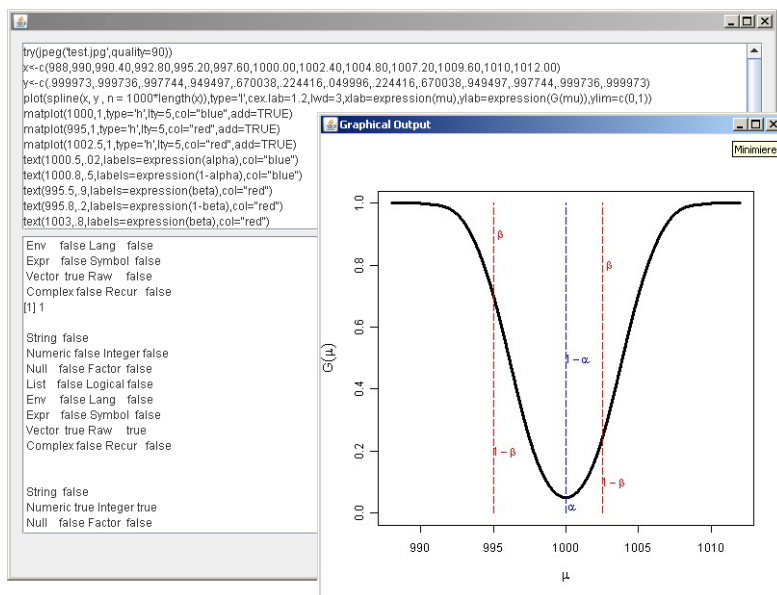 try(jpeg('test.jpg',quality=90))
x<-c(988,990,990.40,992.80,995.20,997.60,1000.00,1002.40,1004.80,1007.20,1009.60,1010,1012.00)
y<-c(.999973,.999736,.997744,.949497,.670038,.224416,.049996,.224416,.670038,.949497,.997744,.999736,.999973)
plot(spline(x, y , n = 1000*length(x)),type='l',cex.lab=1.2,lwd=3,xlab=expression(mu),ylab=expression(G(mu)),ylim=c(0,1))
matplot(1000,1,type='h',lty=5,col="blue",add=TRUE)
matplot(995,1,type='h',lty=5,col="red",add=TRUE)
matplot(1002.5,1,type='h',lty=5,col="red",add=TRUE)
text(1000.5,.02,labels=expression(alpha),col="blue")
text(1000.8,.5,labels=expression(1-alpha),col="blue")
text(995.5,.9,labels=expression(beta),col="red")
text(995.8,.2,labels=expression(1-beta),col="red")
text(1003,.8,labels=expression(beta),col="red")
Env false Lang false
Expr false Symbol false
Vector true Raw false
Complex false Recur false
[1] 1
String false
Numeric false Integer false
Null false Factor false
List false Logical false
Env false Lang false
Expr false Symbol false
Vector true Raw true
Complex false Recur false
String false
Numeric true Integer true
Null false Factor false
Graphical Output
Minimiere
G(μ)
1.0
0.8
0.6
0.4
0.2
0.0
β
β
1 − α
1 − β
1 − β
α
990
995
1000
1005
1010
μ